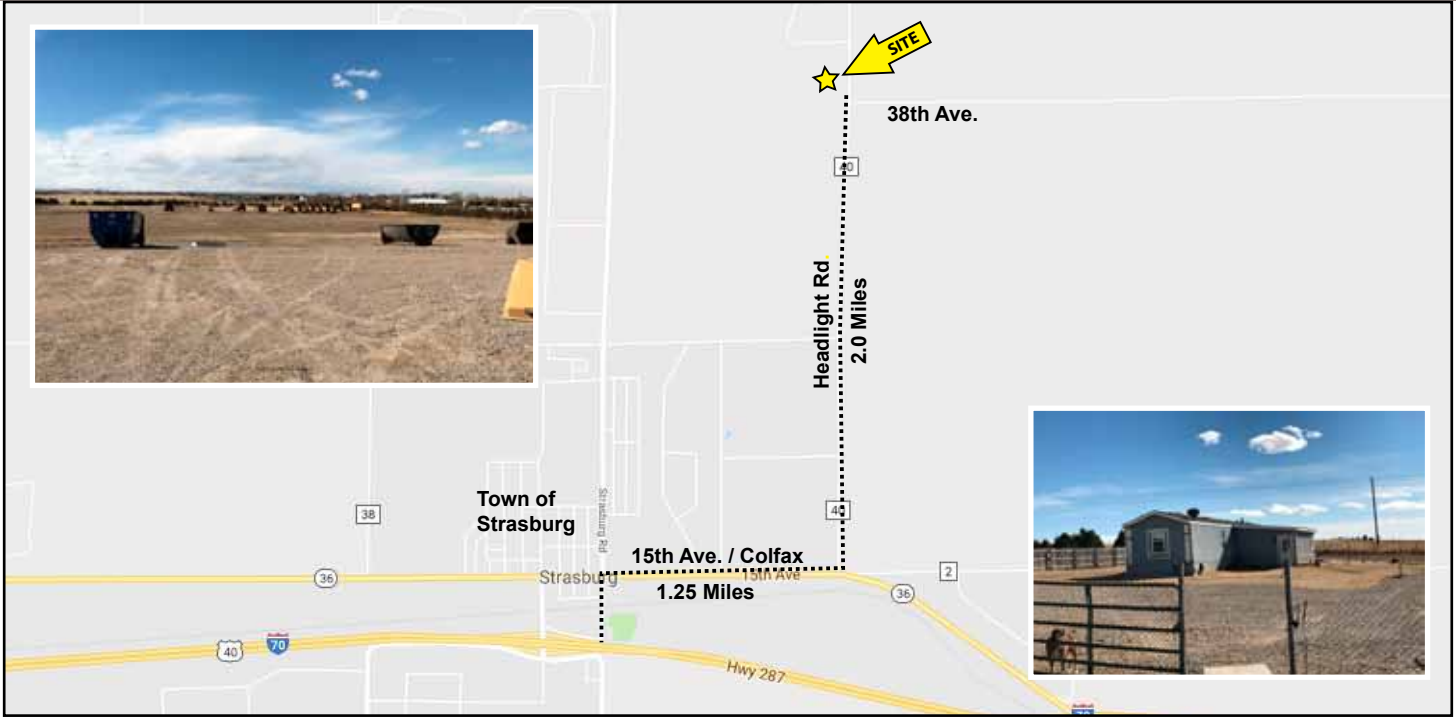 SITE
38th Ave.
40
Headlight Rd.
2.0 Miles
Town of
Strasburg
Strasburg Rd
38
40
15th Ave. / Colfax
Strasburg
15th Ave
1.25 Miles
36
2
36
40
70
Hwy 287
70